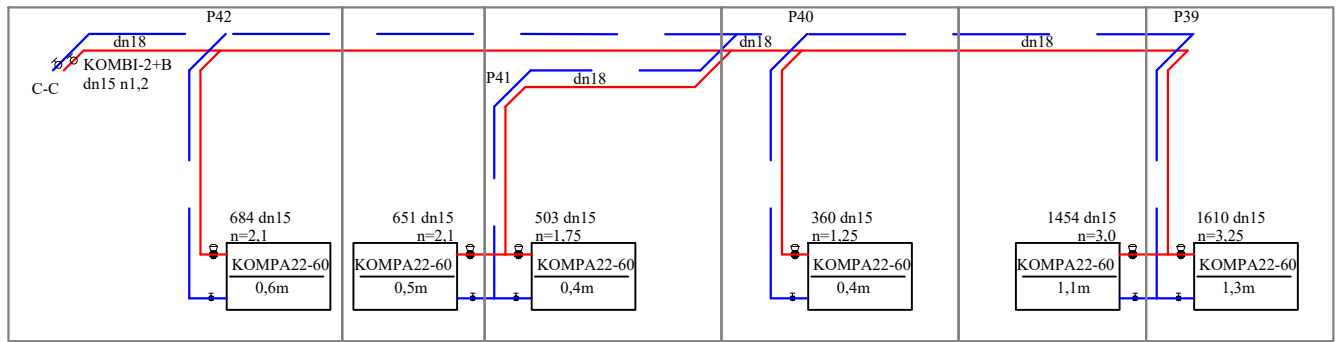 P42
P40
P39
dn18
dn18
dn18
KOMBI-2+B
dn15 n1,2
C-C
P41
dn18
684 dn15
n=2,1
651 dn15
n=2,1
503 dn15
n=1,75
360 dn15
n=1,25
1454 dn15
n=3,0
1610 dn15
n=3,25
KOMPA22-60
0,6m
KOMPA22-60
0,5m
KOMPA22-60
0,4m
KOMPA22-60
0,4m
KOMPA22-60
1,1m
KOMPA22-60
1,3m